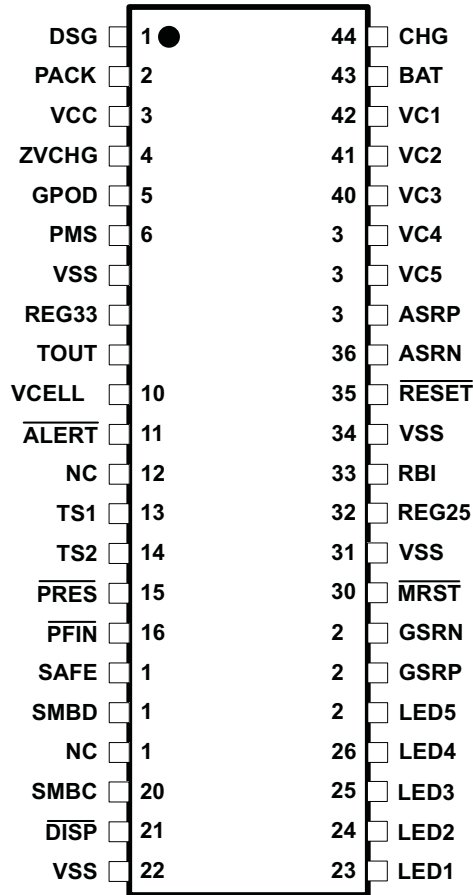 DSG 1 44 CHG
PACK 2 43 BAT
VCC 3 42 VC1
ZVCHG 4 41 VC2
GPOD 5 40 VC3
PMS 6 3 VC4
VSS 3 VC5
REG33 3 ASRP
TOUT 36 ASRN
VCELL 10 35 RESET
ALERT 11 34 VSS
NC 12 33 RBI
TS1 13 32 REG25
TS2 14 31 VSS
PRES 15 30 MRST
PFIN 16 2 GSRN
SAFE 1 2 GSRP
SMBD 1 2 LED5
NC 1 26 LED4
SMBC 20 25 LED3
DISP 21 24 LED2
VSS 22 23 LED1